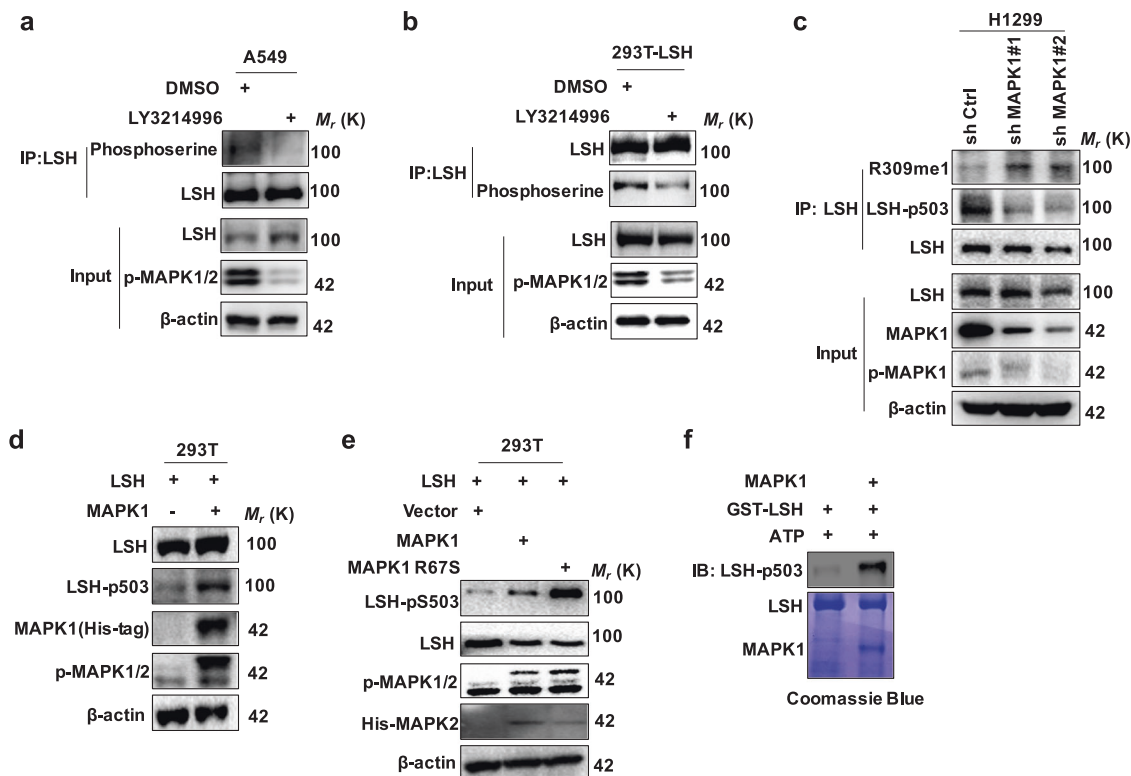 a
A549
DMSO +
LY3214996 + Mr (K)
IP:LSH
Phosphoserine 100
LSH 100
Input
LSH 100
p-MAPK1/2 42
β-actin 42
b
293T-LSH
DMSO +
LY3214996 + Mr (K)
IP:LSH
LSH 100
Phosphoserine 100
Input
LSH 100
p-MAPK1/2 42
β-actin 42
c
H1299
sh Ctrl
sh MAPK1#1
sh MAPK1#2
Mr (K)
IP: LSH
R309me1 100
LSH-p503 100
LSH 100
Input
LSH 100
MAPK1 42
p-MAPK1 42
β-actin 42
d
293T
LSH + +
MAPK1 - + Mr (K)
LSH 100
LSH-p503 100
MAPK1(His-tag) 42
p-MAPK1/2 42
β-actin 42
e
293T
LSH + + +
Vector +
MAPK1 +
MAPK1 R67S + Mr (K)
LSH-pS503 100
LSH 100
p-MAPK1/2 42
His-MAPK2 42
β-actin 42
f
MAPK1 +
GST-LSH + +
ATP + +
IB: LSH-p503
LSH
MAPK1
Coomassie Blue